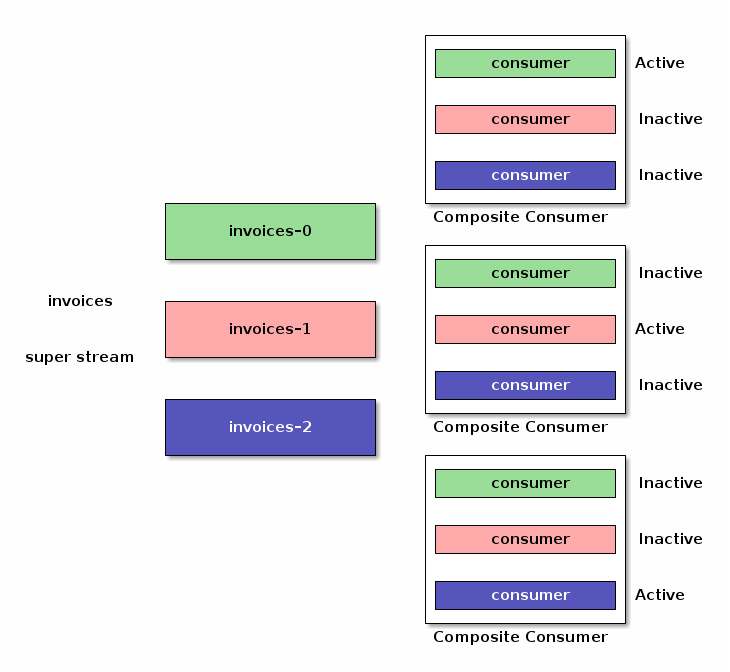 invoices
super stream
invoices-0
invoices-1
invoices-2
consumer Active
consumer Inactive
consumer Inactive
Composite Consumer
consumer Inactive
consumer Active
consumer Inactive
Composite Consumer
consumer Inactive
consumer Inactive
consumer Active
Composite Consumer